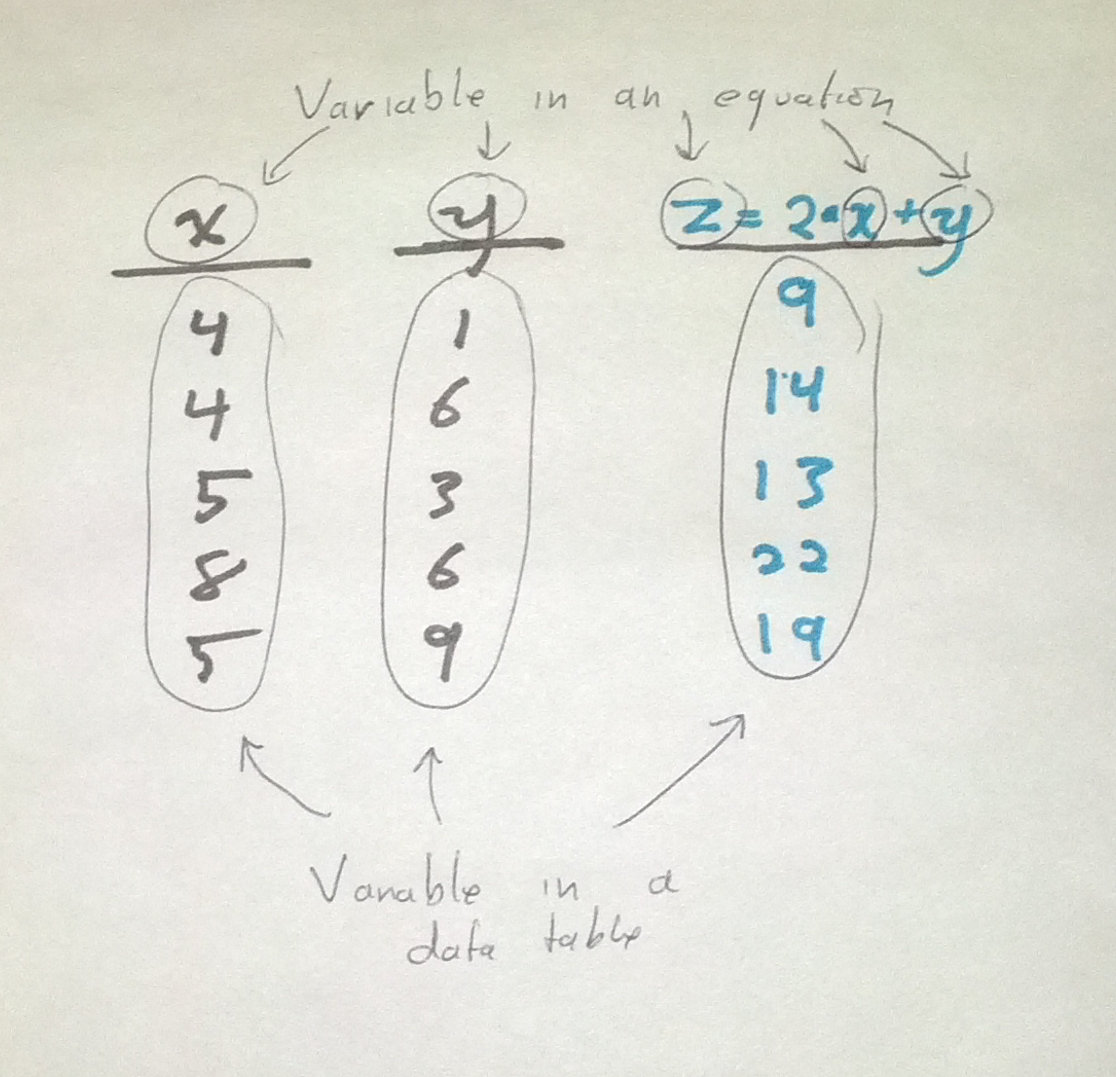 Variable in an equation
x y z = 2•x+y
4 1 9
4 6 14
5 3 13
8 6 22
5 9 19
Variable in a
data table